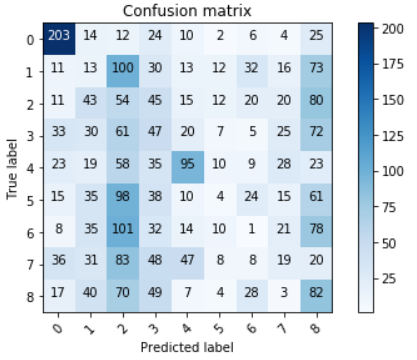 Confusion matrix
0 203 14 12 24 10 2 6 4 25
1 11 13 100 30 13 12 32 16 73
2 11 43 54 45 15 12 20 20 80
3 33 30 61 47 20 7 5 25 72
4 23 19 58 35 95 10 9 28 23
5 15 35 98 38 10 4 24 15 61
6 8 35 101 32 14 10 1 21 78
7 36 31 83 48 47 8 8 19 20
8 17 40 70 49 7 4 28 3 82
0 1 2 3 4 5 6 7 8
True label
Predicted label
200
175
150
125
100
75
50
25